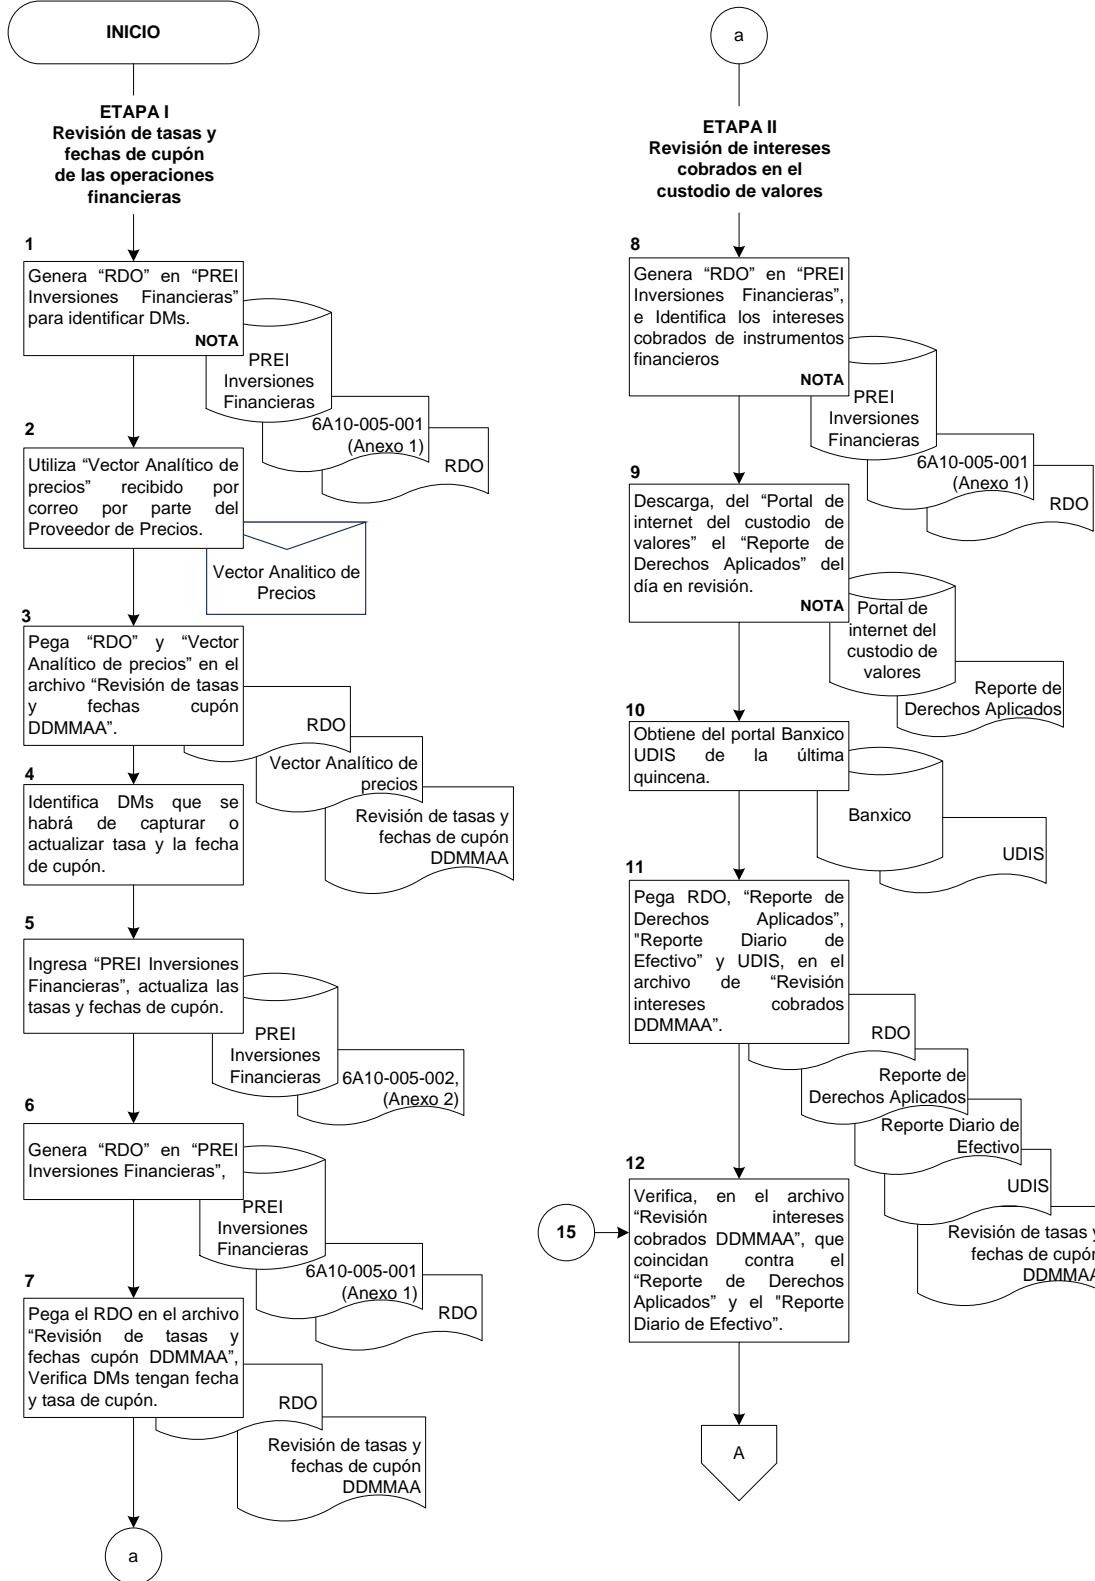 INICIO
ETAPA I
Revisión de tasas y
fechas de cupón
de las operaciones
financieras
1
Genera “RDO” en “PREI
Inversiones Financieras”
para identificar DMs.
NOTA
PREI
Inversiones
Financieras
6A10-005-001
(Anexo 1)
RDO
2
Utiliza “Vector Analítico de
precios” recibido por
correo por parte del
Proveedor de Precios.
Vector Analitico de
Precios
3
Pega “RDO” y “Vector
Analítico de precios” en el
archivo “Revisión de tasas
y fechas cupón
DDMMAA”.
RDO
Vector Analítico de
precios
Revisión de tasas y
fechas de cupón
DDMMAA
4
Identifica DMs que se
habrá de capturar o
actualizar tasa y la fecha
de cupón.
5
Ingresa “PREI Inversiones
Financieras”, actualiza las
tasas y fechas de cupón.
PREI
Inversiones
Financieras
6A10-005-002,
(Anexo 2)
6
Genera “RDO” en “PREI
Inversiones Financieras”,
PREI
Inversiones
Financieras
6A10-005-001
(Anexo 1)
RDO
7
Pega el RDO en el archivo
“Revisión de tasas y
fechas cupón DDMMAA”,
Verifica DMs tengan fecha
y tasa de cupón.
RDO
Revisión de tasas y
fechas de cupón
DDMMAA
a
a
ETAPA II
Revisión de intereses
cobrados en el
custodio de valores
8
Genera “RDO” en “PREI
Inversiones Financieras”,
e Identifica los intereses
cobrados de instrumentos
financieros
NOTA
PREI
Inversiones
Financieras
6A10-005-001
(Anexo 1)
RDO
9
Descarga, del “Portal de
internet del custodio de
valores” el “Reporte de
Derechos Aplicados” del
día en revisión.
NOTA
Portal de
internet del
custodio de
valores
Reporte de
Derechos Aplicados
10
Obtiene del portal Banxico
UDIS de la última
quincena.
Banxico
UDIS
11
Pega RDO, “Reporte de
Derechos Aplicados”,
"Reporte Diario de
Efectivo” y UDIS, en el
archivo de “Revisión
intereses cobrados
DDMMAA”.
RDO
Reporte de
Derechos Aplicados
Reporte Diario de
Efectivo
UDIS
Revisión de tasas y
fechas de cupón
DDMMAA
12
15
Verifica, en el archivo
“Revisión intereses
cobrados DDMMAA”, que
coincidan contra el
“Reporte de Derechos
Aplicados” y el "Reporte
Diario de Efectivo”.
A